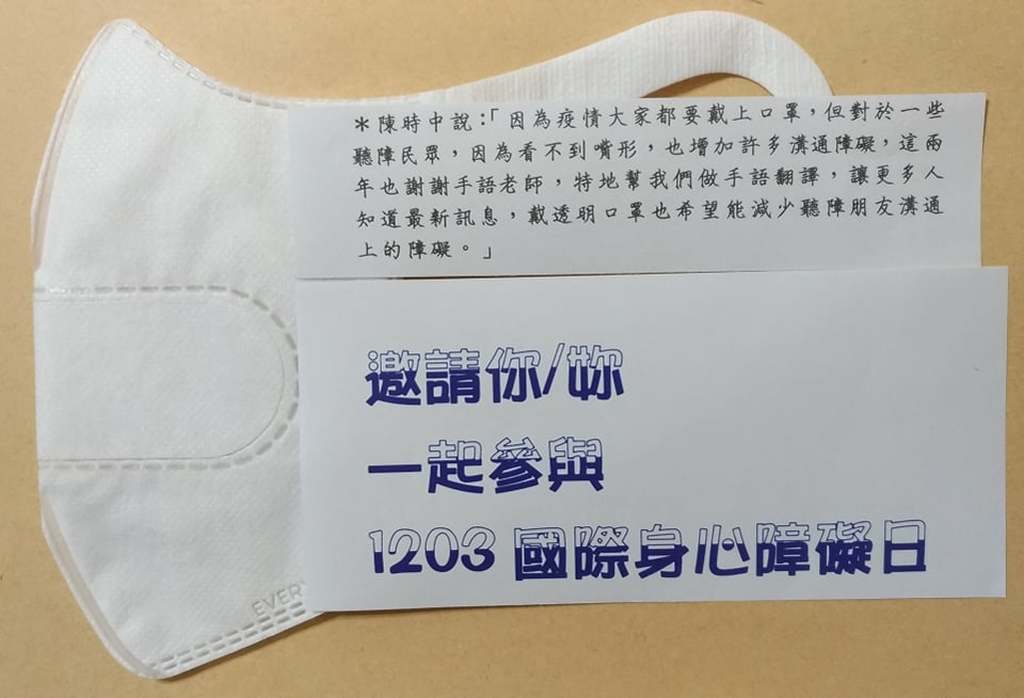 ＊陳時中說：「因為疫情大家都要戴上口罩，但對於一些
聽障民眾，因為看不到嘴形，也增加許多溝通障礙，這兩
年也謝謝手語老師，特地幫我們做手語翻譯，讓更多人
知道最新訊息，戴透明口罩也希望能減少聽障朋友溝通
上的障礙。」
邀請你/妳
一起參與
1203 國際身心障礙日